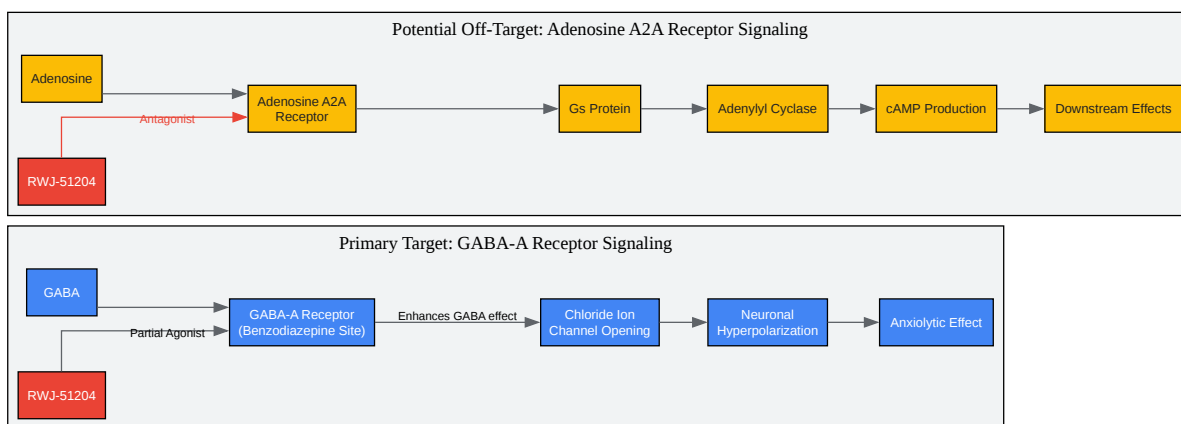 Potential Off-Target: Adenosine A2A Receptor Signaling
Adenosine
Adenosine A2A
Receptor
Gs Protein
Adenylyl Cyclase
cAMP Production
Downstream Effects
Antagonist
RWJ-51204
Primary Target: GABA-A Receptor Signaling
GABA
GABA-A Receptor
(Benzodiazepine Site)
Enhances GABA effect
Chloride Ion
Channel Opening
Neuronal
Hyperpolarization
Anxiolytic Effect
Partial Agonist
RWJ-51204